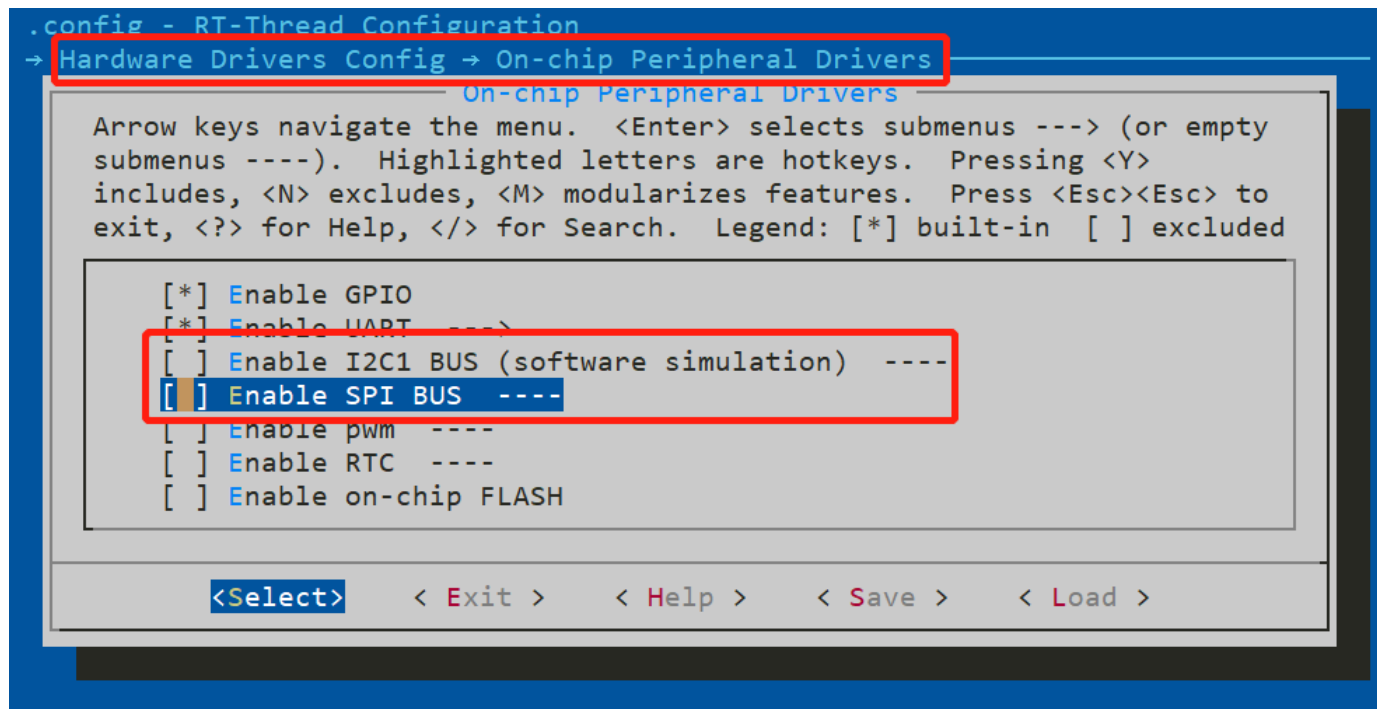 .config - RT-Thread Configuration
→ Hardware Drivers Config → On-chip Peripheral Drivers
On-chip Peripheral Drivers
Arrow keys navigate the menu.  <Enter> selects submenus ---> (or empty
submenus ----).  Highlighted letters are hotkeys.  Pressing <Y>
includes, <N> excludes, <M> modularizes features.  Press <Esc><Esc> to
exit, <?> for Help, </> for Search.  Legend: [*] built-in  [ ] excluded
[*] Enable GPIO
[*] Enable UART  --->
[ ] Enable I2C1 BUS (software simulation)  ----
[ ] Enable SPI BUS  ----
[ ] Enable pwm  ----
[ ] Enable RTC  ----
[ ] Enable on-chip FLASH
<Select>    < Exit >    < Help >    < Save >    < Load >